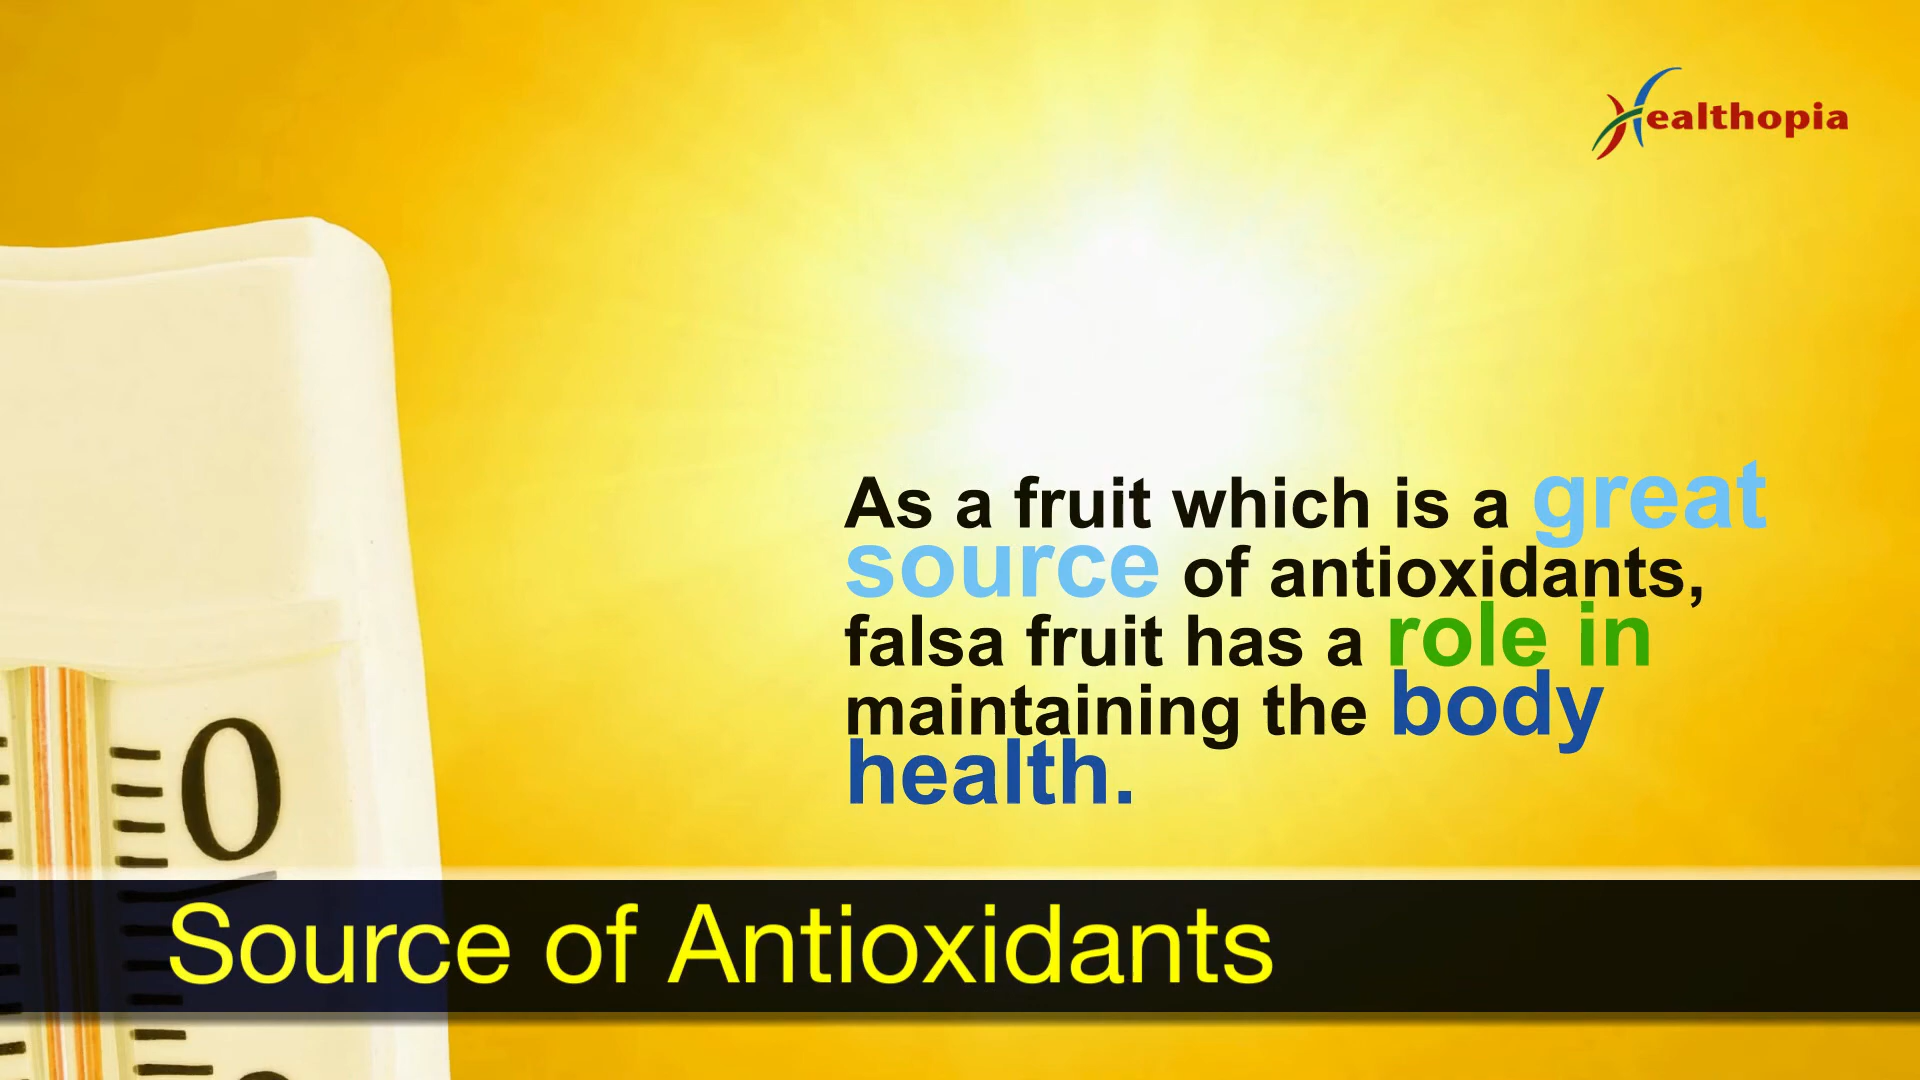 Healthopia
As a fruit which is a great
source of antioxidants,
falsa fruit has a role in
maintaining the body
health.
0
Source of Antioxidants